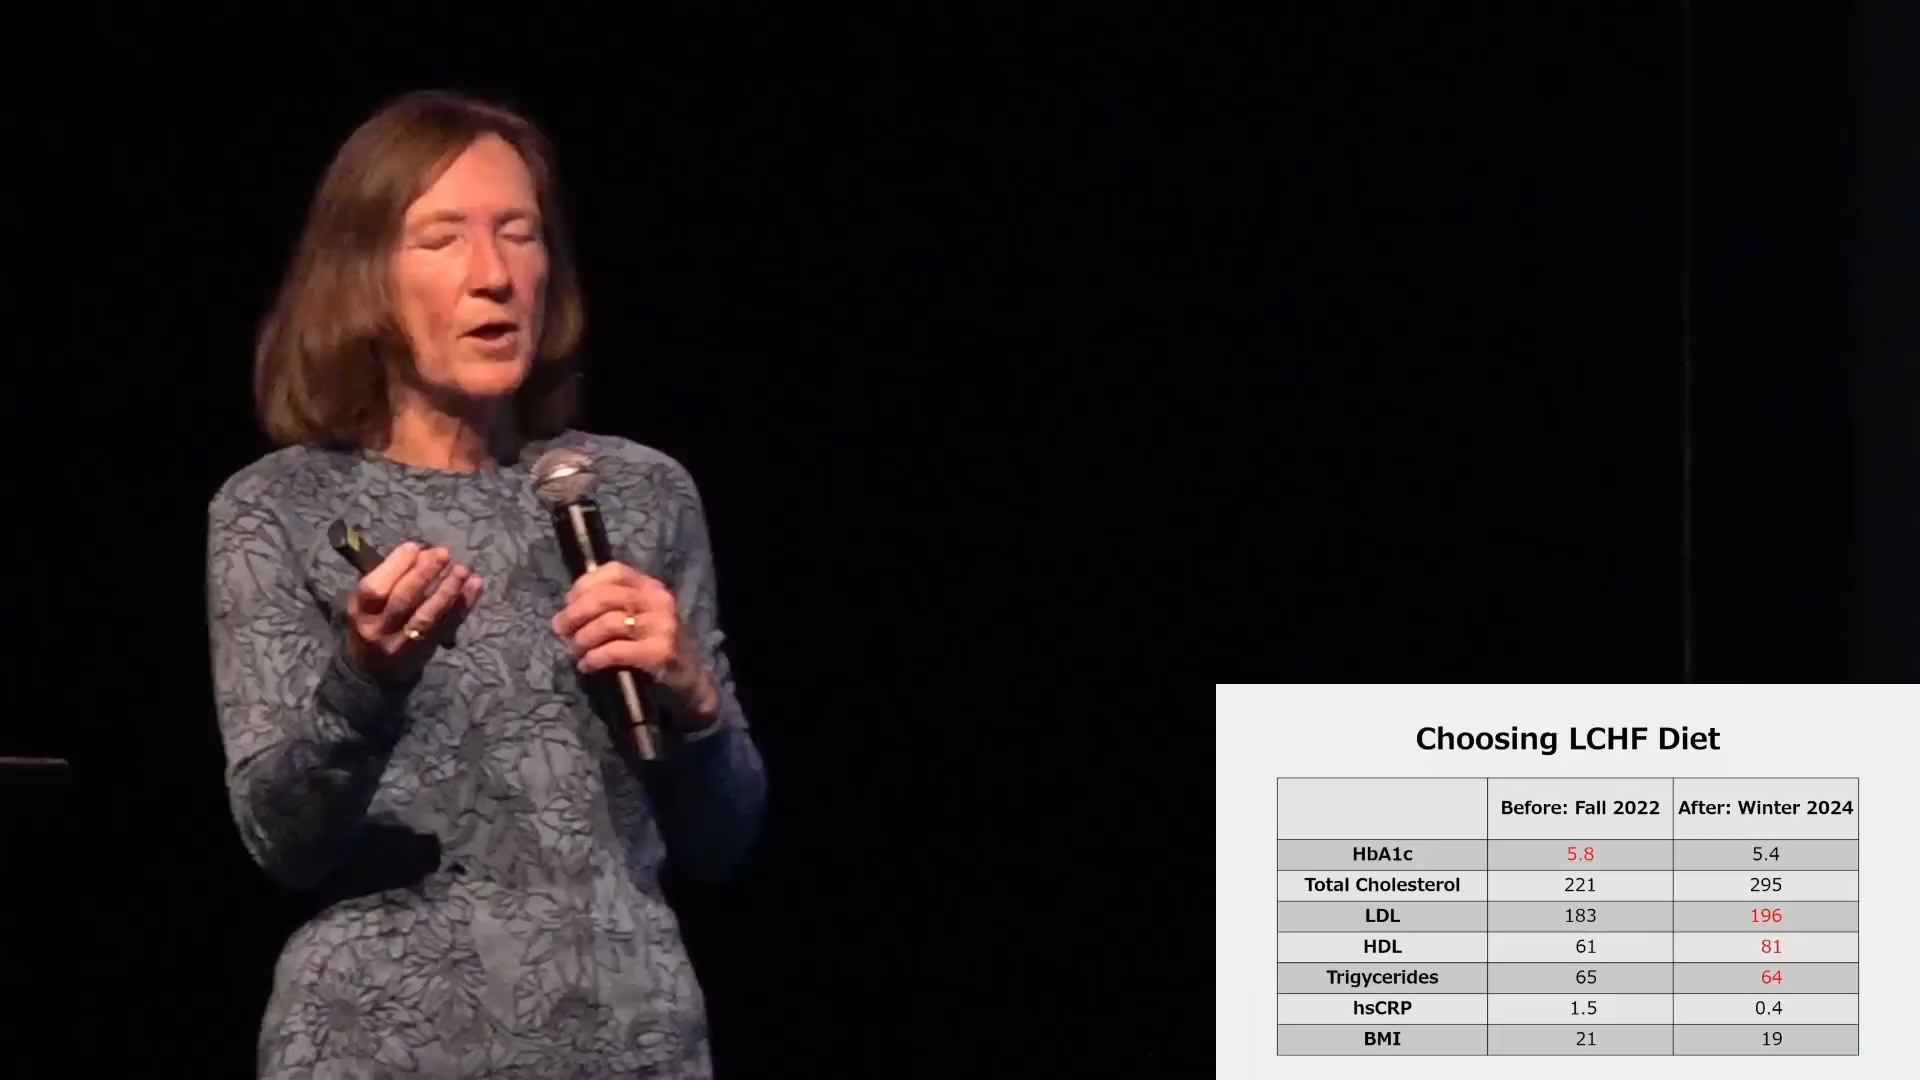 Choosing LCHF Diet
Before: Fall 2022 After: Winter 2024
HbA1c 5.8 5.4
Total Cholesterol 221 295
LDL 183 196
HDL 61 81
Trigycerides 65 64
hsCRP 1.5 0.4
BMI 21 19